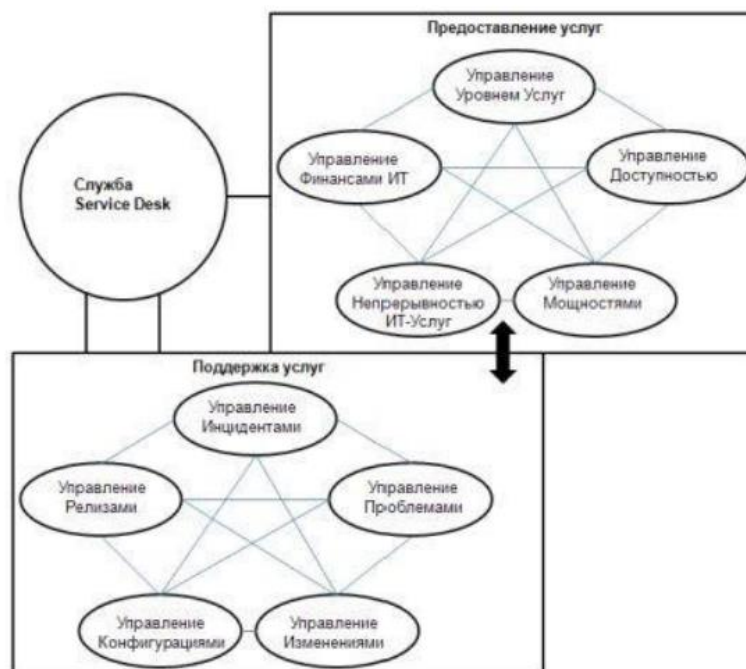 Предоставление услуг
Управление
Уровнем Услуг
Управление
Финансами ИТ
Управление
Доступностью
Служба
Service Desk
Управление
Непрерывностью
ИТ-Услуг
Управление
Мощностями
Поддержка услуг
Управление
Инцидентами
Управление
Релизами
Управление
Проблемами
Управление
Конфигурациями
Управление
Изменениями